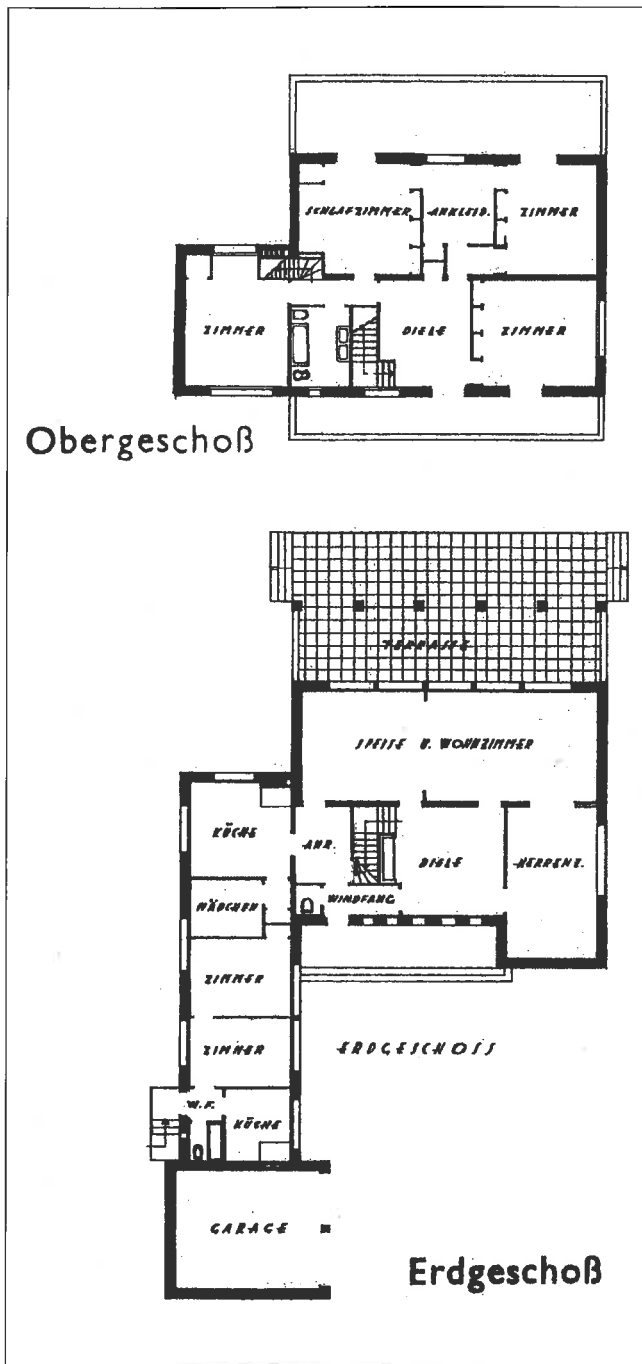 SCHLAFZIMMER ANKLEID. ZIMMER
ZIMMER DIELE ZIMMER
Obergeschoß
TERRASSE
SPEISE U. WOHNZIMMER
KÜCHE ANR. DIELE HERRENZ.
MÄDCHEN WINDFANG
ZIMMER
ZIMMER ERDGESCHOSS
W.F. KÜCHE
GARAGE
Erdgeschoß